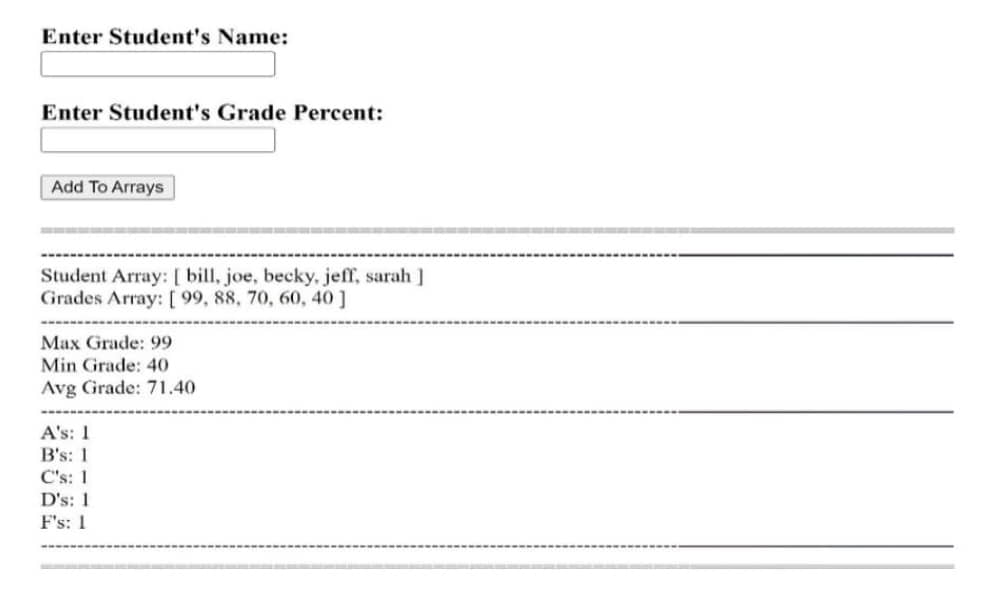 Enter Student's Name:
Enter Student's Grade Percent:
Add To Arrays
Student Array: [ bill, joe, becky, jeff, sarah ]
Grades Array: [ 99, 88, 70, 60, 40 ]
Max Grade: 99
Min Grade: 40
Avg Grade: 71.40
A's: 1
B's: 1
C's: 1
D's: 1
F's: 1